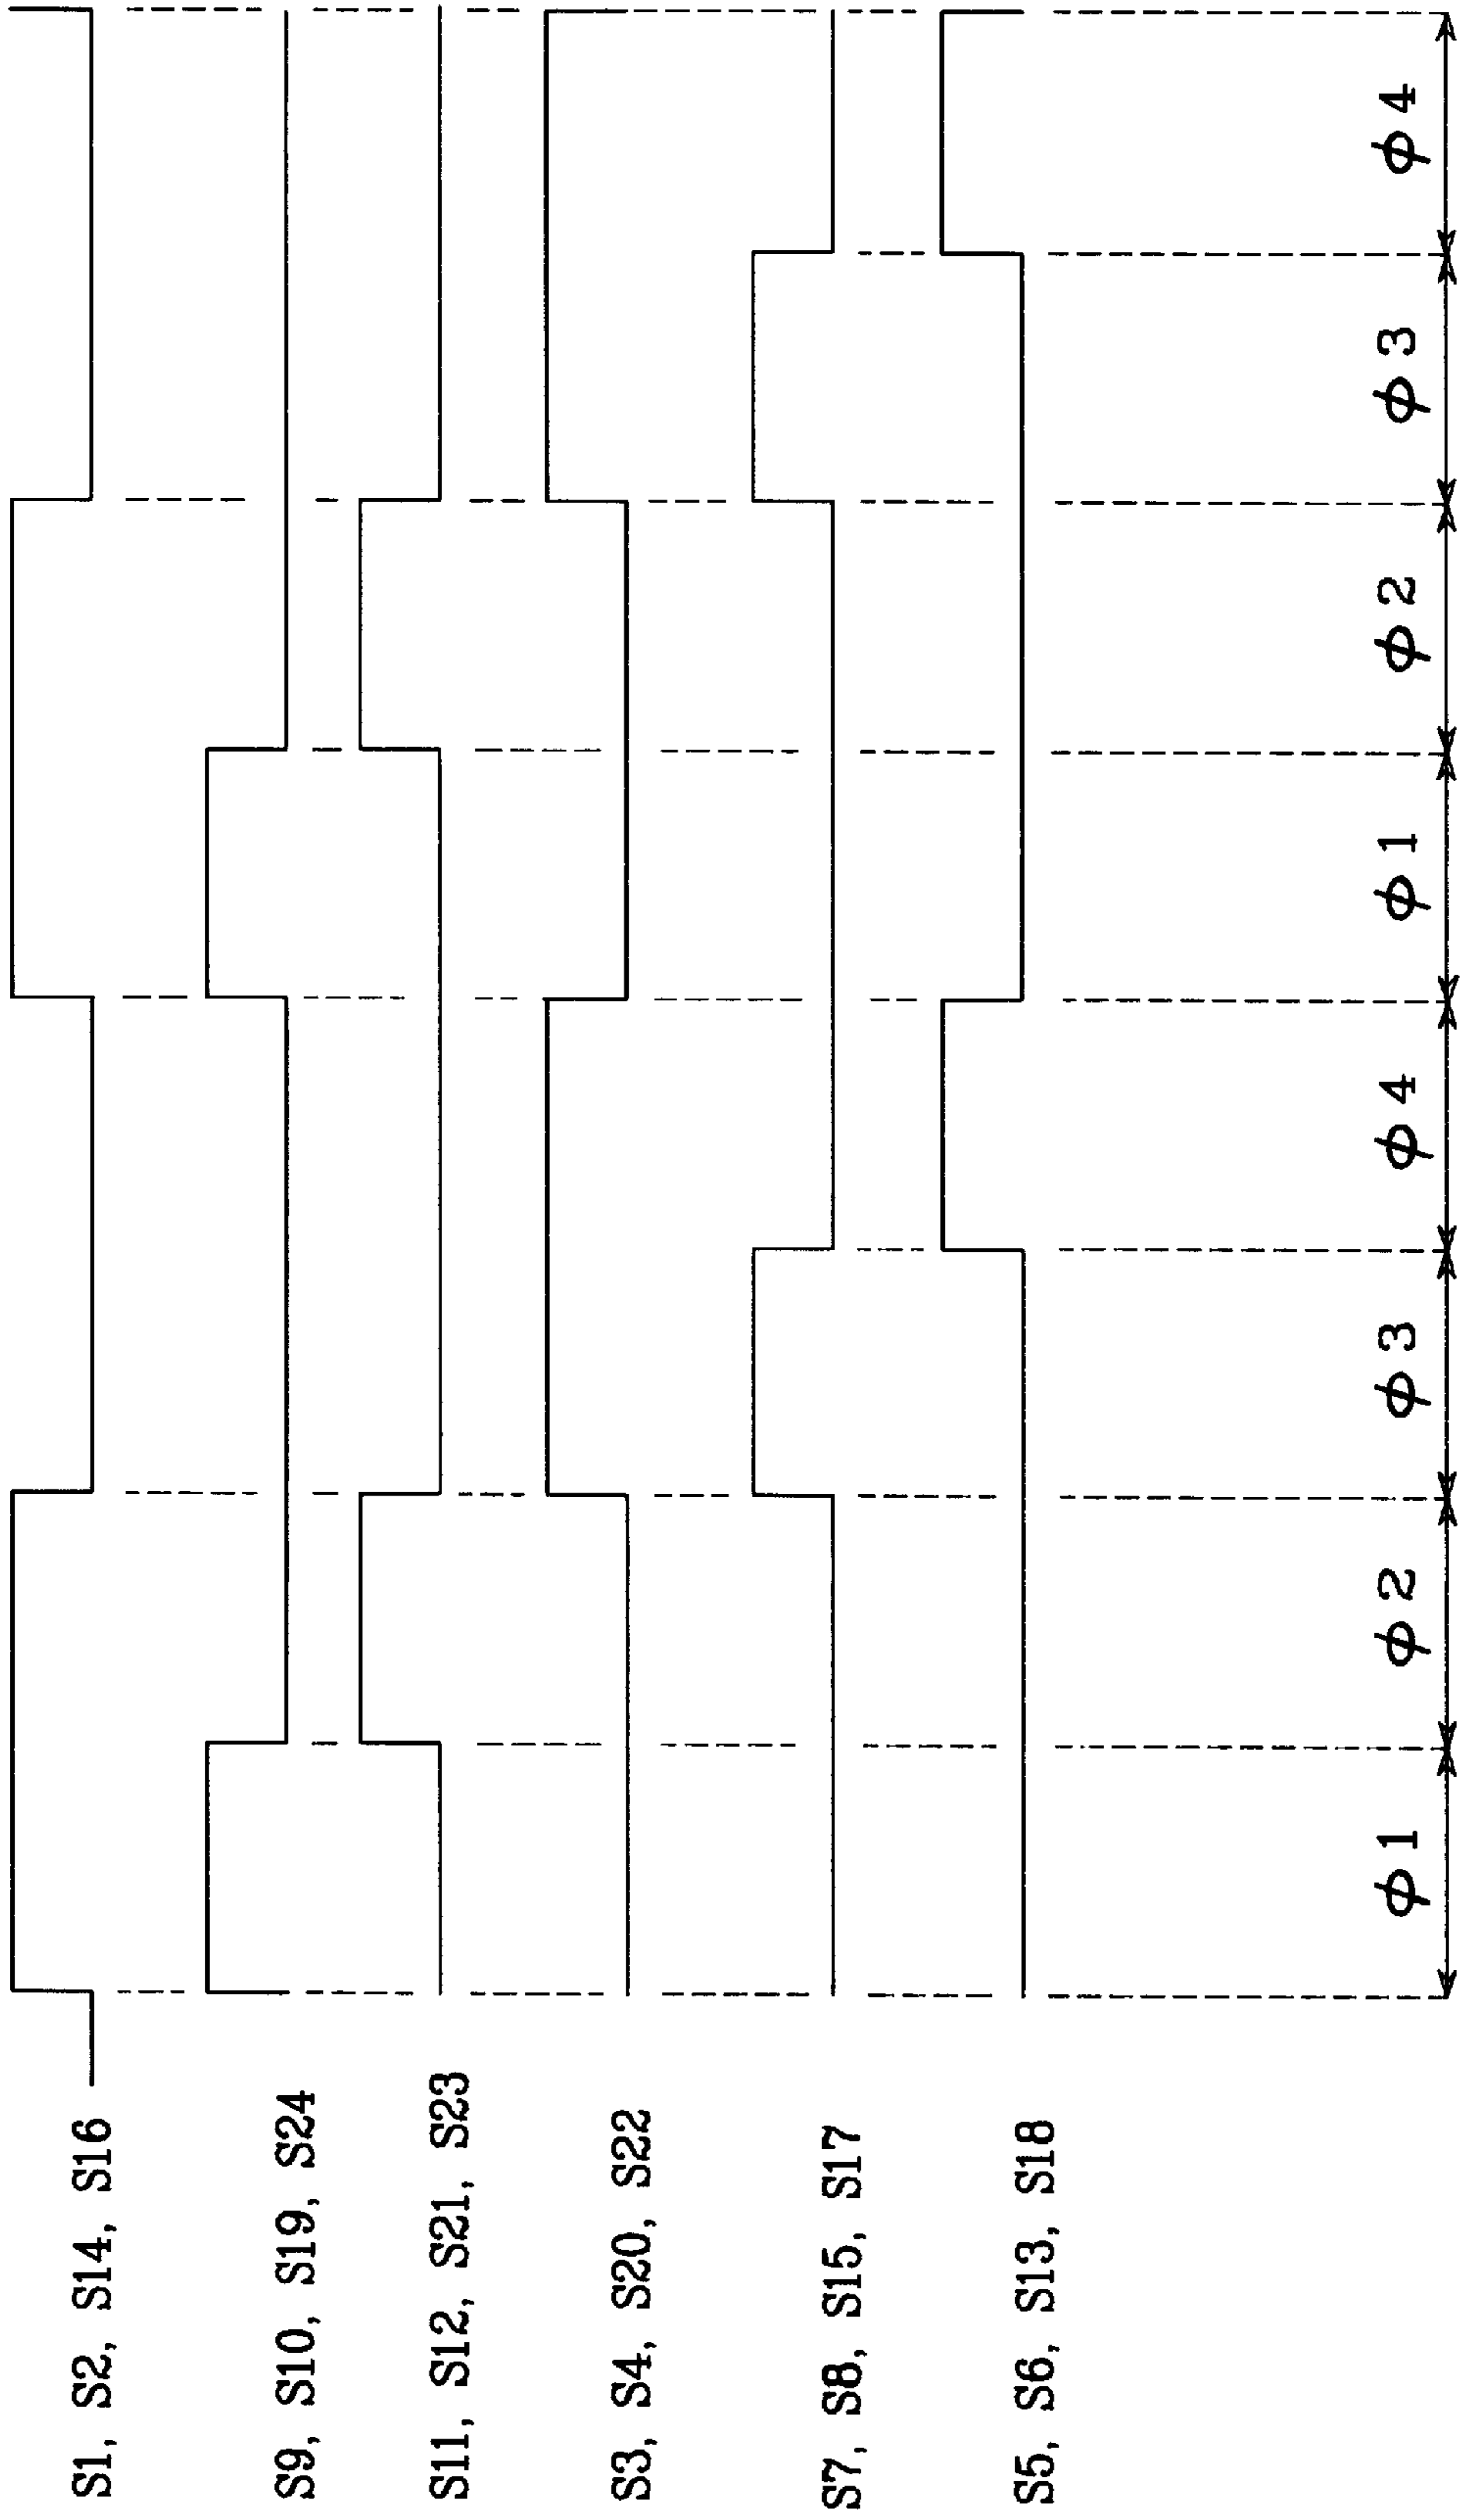 S1, S2, S14, S16
S9, S10, S19, S24
S11, S12, S21, S23
S3, S4, S20, S22
S7, S8, S15, S17
S5, S6, S13, S18
ϕ1 ϕ2 ϕ3 ϕ4 ϕ1 ϕ2 ϕ3 ϕ4